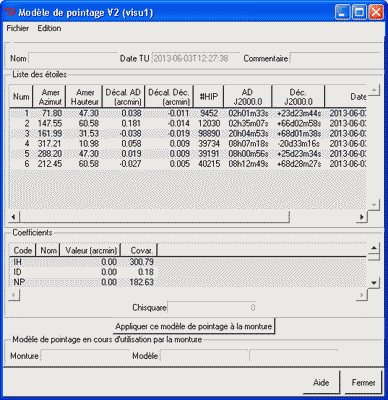 Modèle de pointage V2 (visu1)
Fichier Edition
Nom Date TU 2013-06-03T12:27:38 Commentaire
Liste des étoiles
Num Amer Azimut Amer Hauteur Décal. AD (arcmin) Décal. Déc. (arcmin) #HIP AD J2000.0 Déc. J2000.0 Date
1 71.80 47.30 0.038 -0.011 9452 02h01m33s +23d23m44s 2013-06-03
2 147.55 60.58 0.181 -0.014 12030 02h35m07s +66d02m58s 2013-06-03
3 161.99 31.53 -0.038 -0.019 98890 20h04m53s +68d01m38s 2013-06-03
4 317.21 10.98 0.058 0.009 39734 08h07m18s -20d33m16s 2013-06-03
5 288.20 47.30 0.019 0.009 39191 08h00m56s +25d23m34s 2013-06-03
6 212.45 60.58 -0.027 0.005 40215 08h12m49s +68d28m27s 2013-06-03
Coefficients
Code Nom Valeur (arcmin) Covar.
IH 0.00 300.79
ID 0.00 0.18
NP 0.00 182.63
Chisquare 0
Appliquer ce modèle de pointage à la monture
Modèle de pointage en cours d'utilisation par la monture
Monture Modèle
Aide Fermer